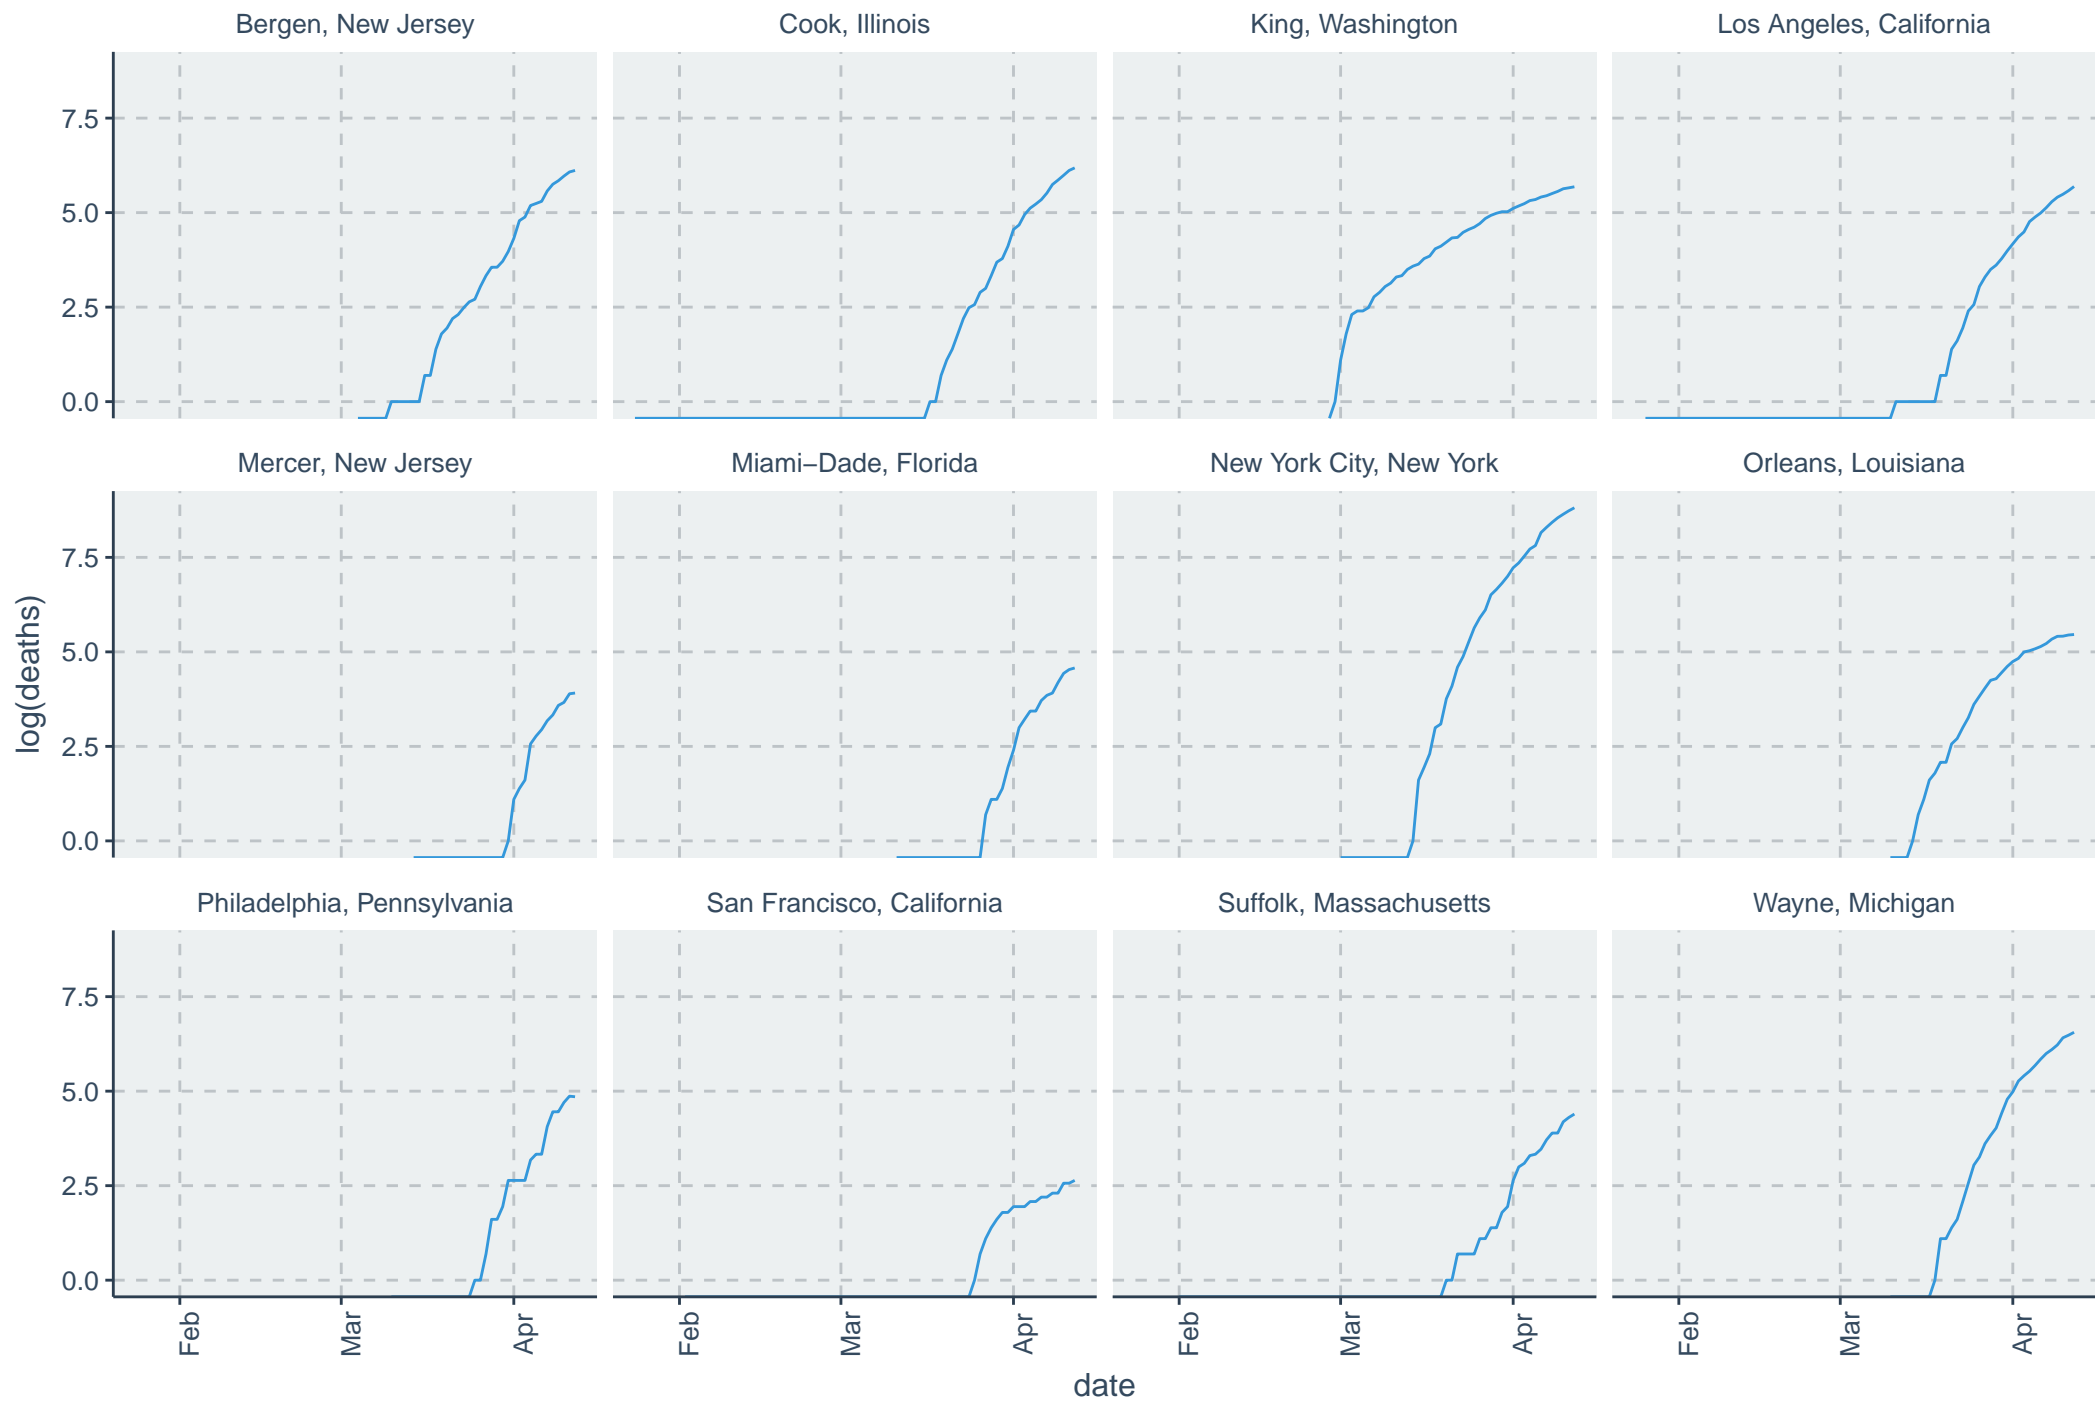 Bergen, New Jersey
Cook, Illinois
King, Washington
Los Angeles, California
7.5
5.0
2.5
0.0
Mercer, New Jersey
Miami−Dade, Florida
New York City, New York
Orleans, Louisiana
7.5
5.0
2.5
0.0
log(deaths)
Philadelphia, Pennsylvania
San Francisco, California
Suffolk, Massachusetts
Wayne, Michigan
7.5
5.0
2.5
0.0
Feb
Mar
Apr
Feb
Mar
Apr
Feb
Mar
Apr
Feb
Mar
Apr
date